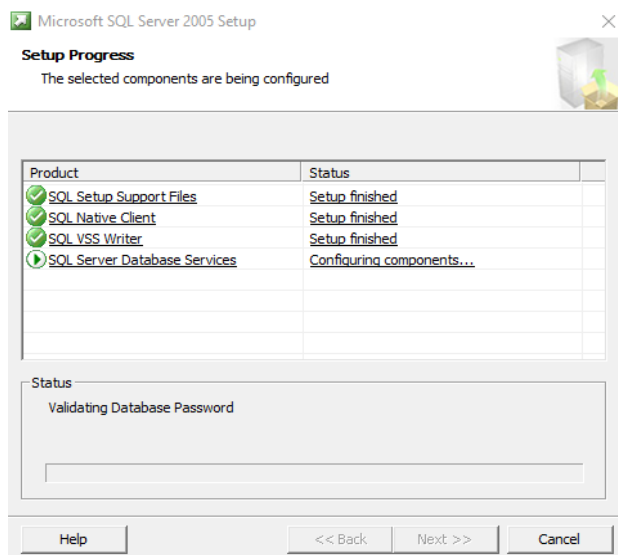 Microsoft SQL Server 2005 Setup
Setup Progress
The selected components are being configured
Product Status
SQL Setup Support Files Setup finished
SQL Native Client Setup finished
SQL VSS Writer Setup finished
SQL Server Database Services Configuring components...
Status
Validating Database Password
Help << Back Next >> Cancel